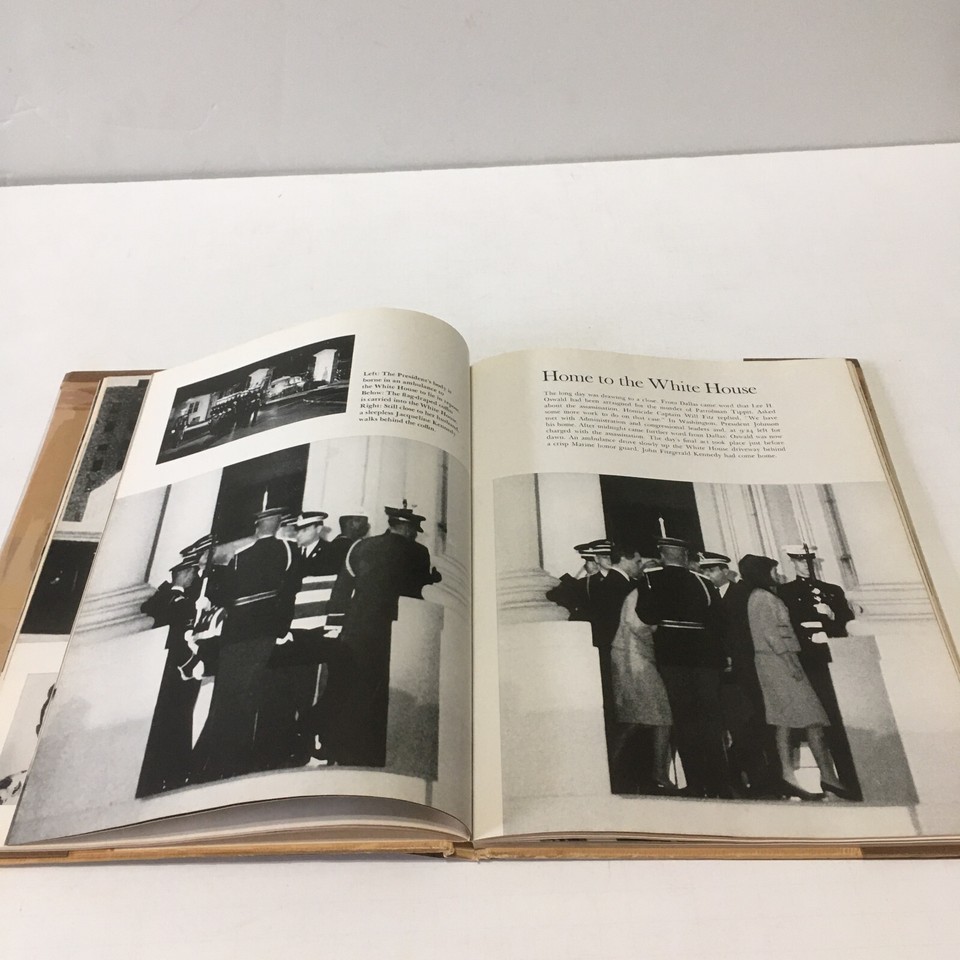 Left: The President's body is
borne in an ambulance to
the White House to lie in repose.
Below: The flag-draped coffin
is carried into the White House.
Right: Still close to her husband,
a sleepless Jacqueline Kennedy
walks behind the coffin.
Home to the White House
The long day was drawing to a close. From Dallas came word that Lee H.
Oswald had been arraigned for the murder of Patrolman Tippit. Asked
about the assassination, Homicide Captain Will Fritz replied, "We have
some more work to do on that case." In Washington, President Johnson
met with Administration and congressional leaders and, at 9:24 left for
his home. After midnight came further word from Dallas: Oswald was now
charged with the assassination. The day's final act took place just before
dawn. An ambulance drove slowly up the White House driveway behind
a crisp Marine honor guard. John Fitzgerald Kennedy had come home.